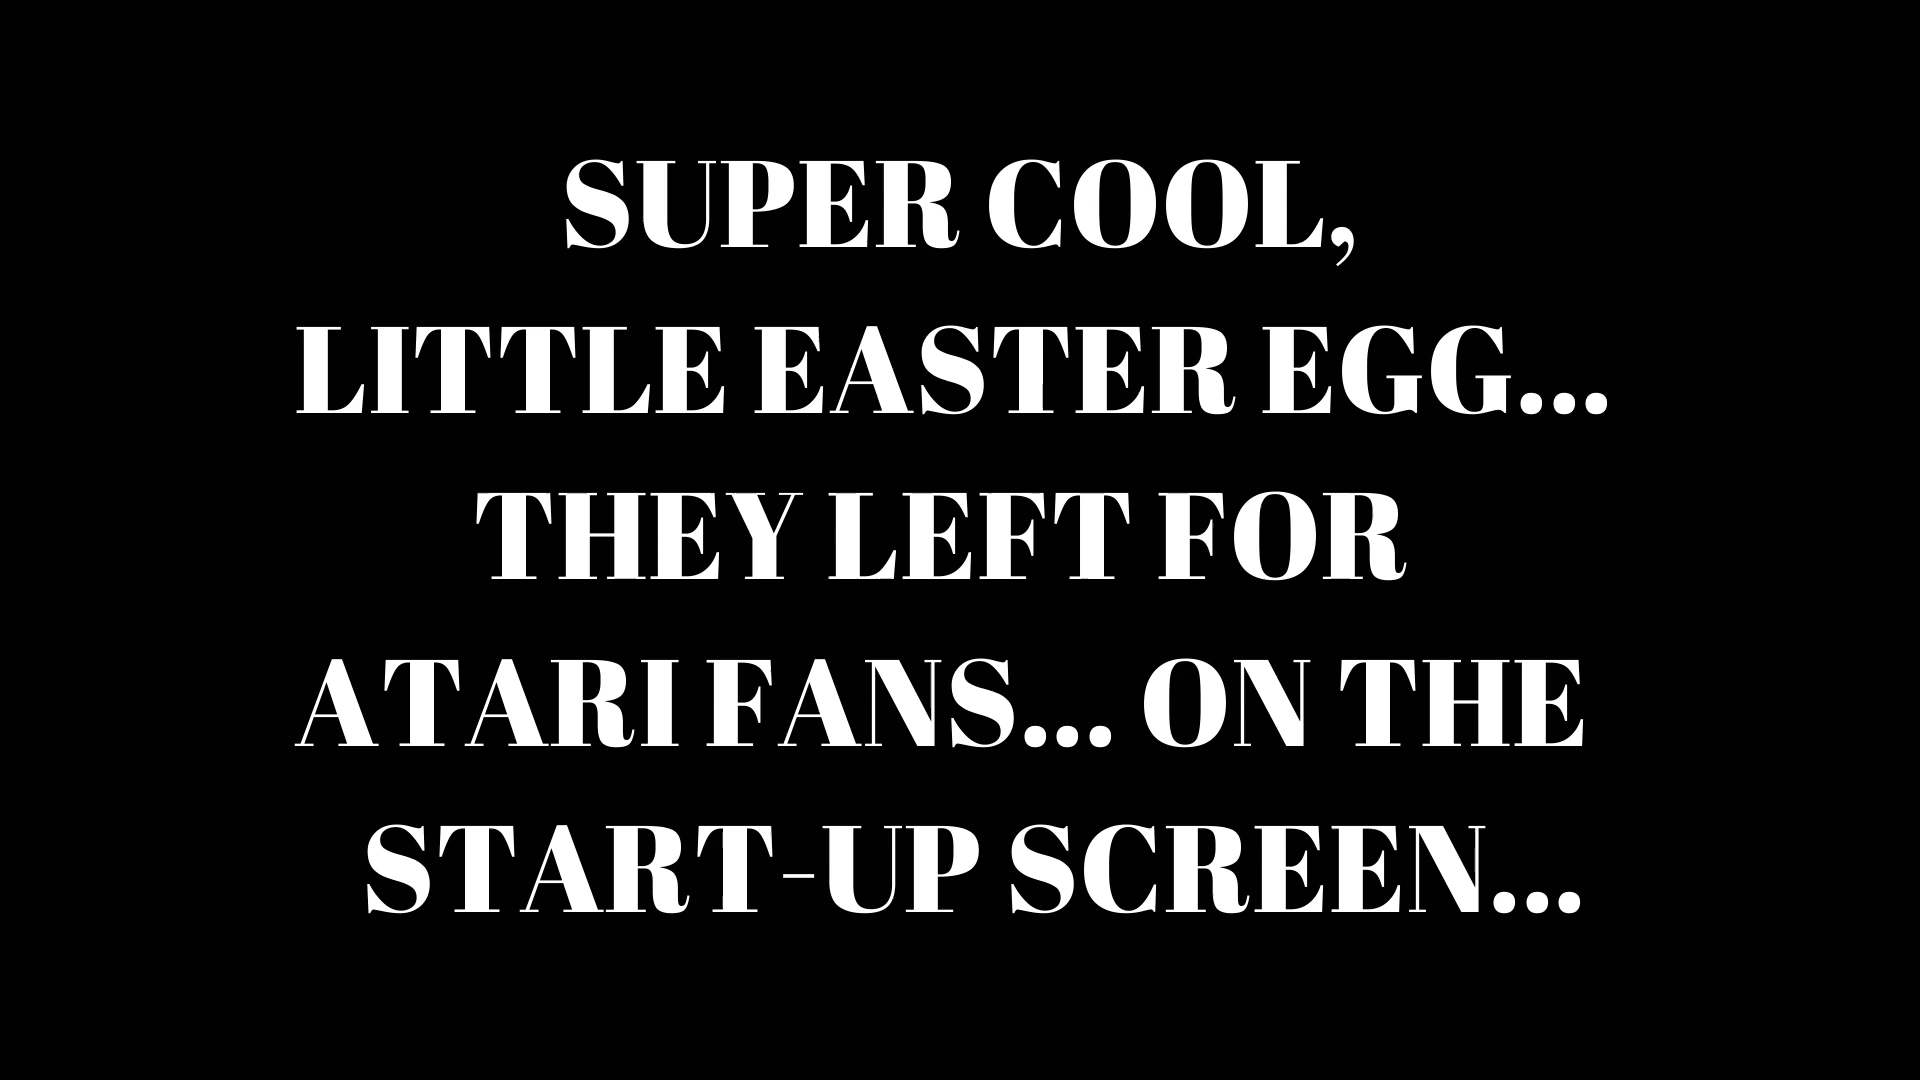 SUPER COOL,
LITTLE EASTER EGG...
THEY LEFT FOR
ATARI FANS... ON THE
START-UP SCREEN...